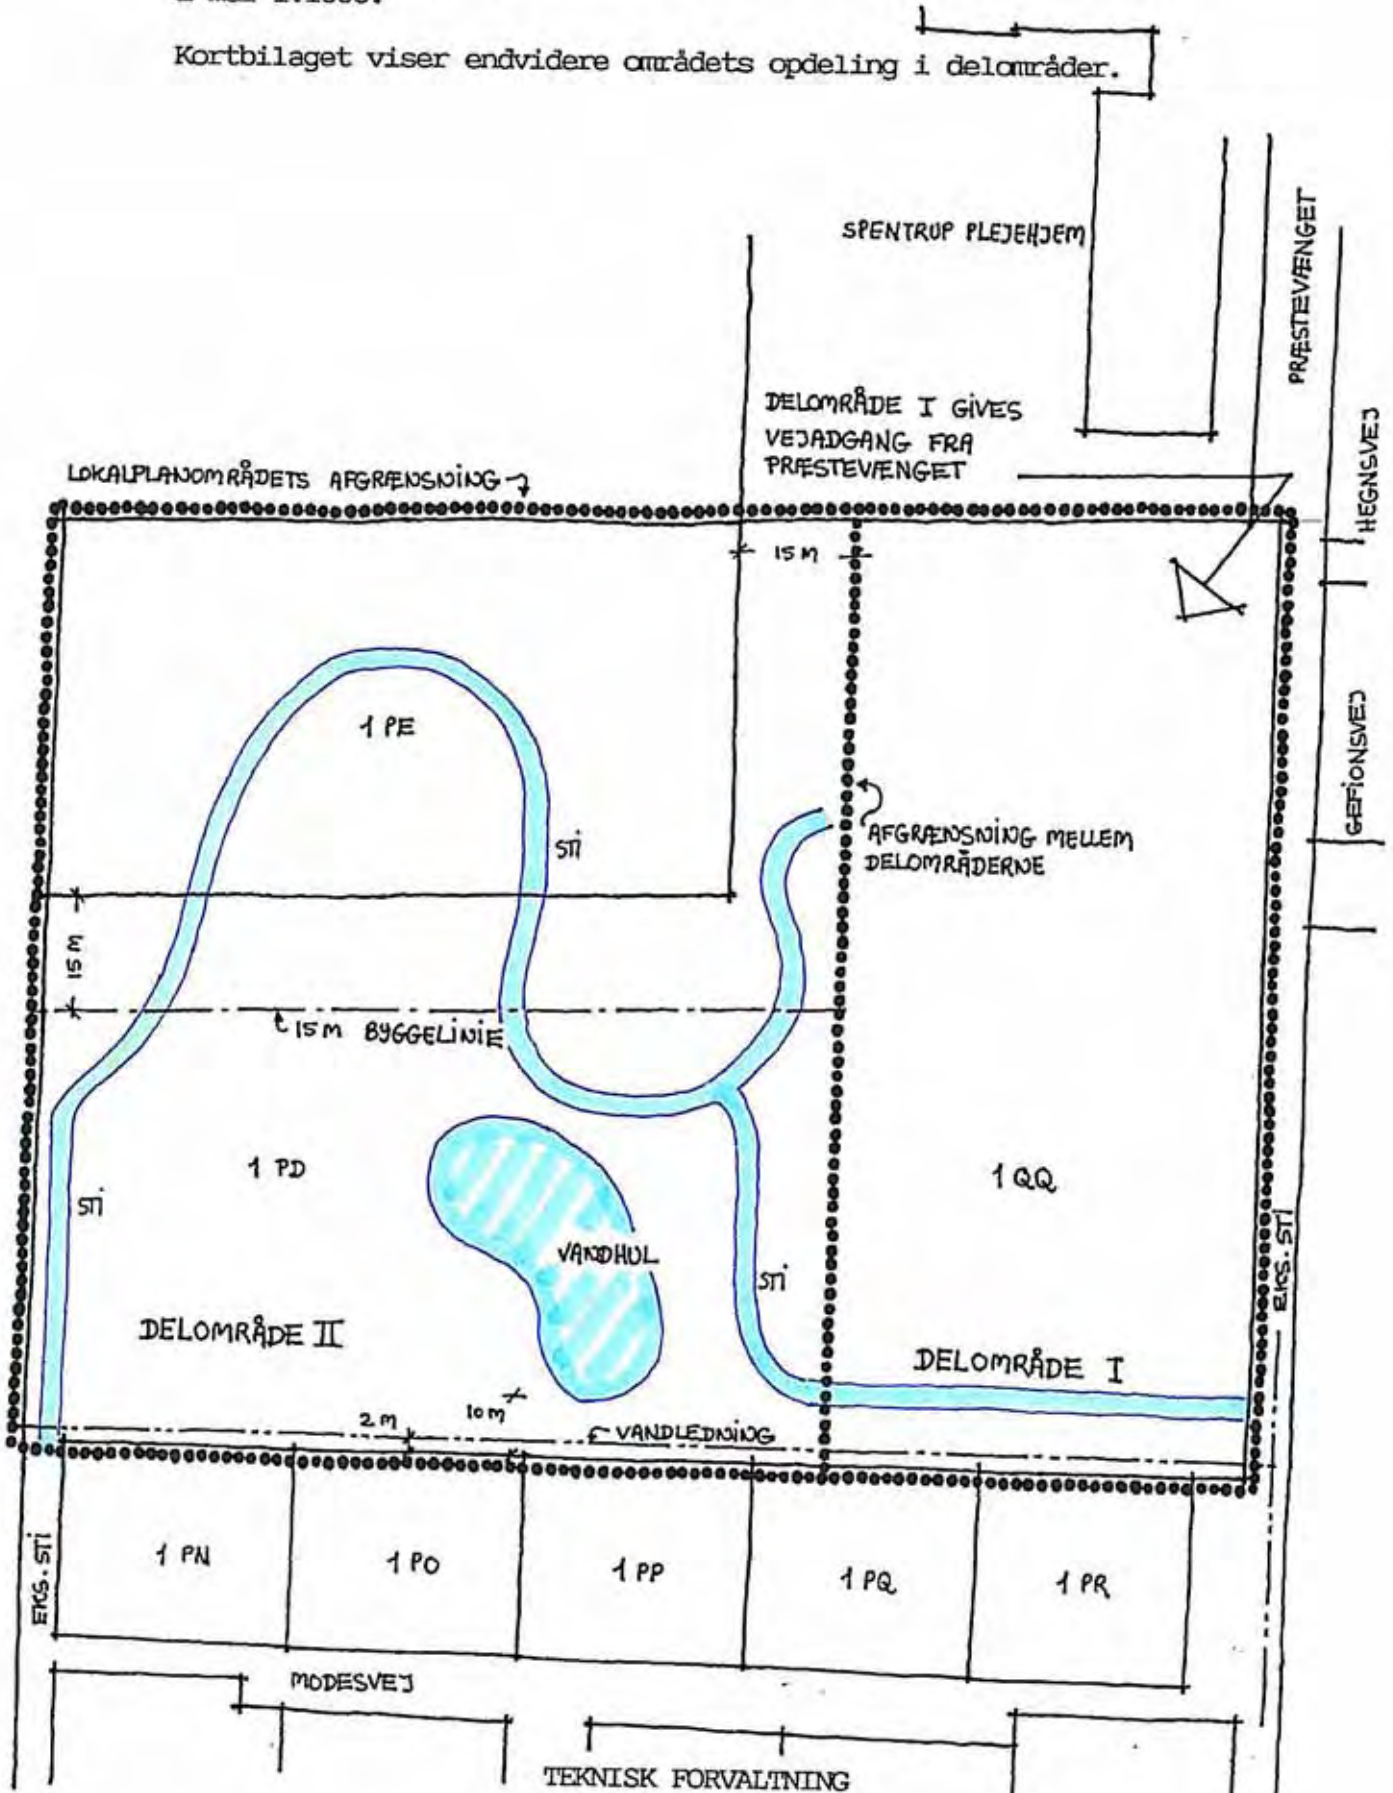 Kortbilaget viser endvidere områdets opdeling i delområder.
SPENTRUP PLEJEHJEM
PRÆSTEVÆNGET
DELOMRÅDE I GIVES
VEJADGANG FRA
PRÆSTEVÆNGET
HEGNSVEJ
LOKALPLANOMRÅDETS AFGRÆNSNING
15 M
1 PE
GEFIONSVEJ
STI
AFGRÆNSNING MELLEM
DELOMRÅDERNE
15 M
15 M BYGGELINIE
1 PD
1 QQ
STI
VANDHUL
STI
EKS. STI
DELOMRÅDE II
DELOMRÅDE I
2 M
10 M
VANDLEDNING
EKS. STI
1 PN
1 PO
1 PP
1 PQ
1 PR
MODESVEJ
TEKNISK FORVALTNING